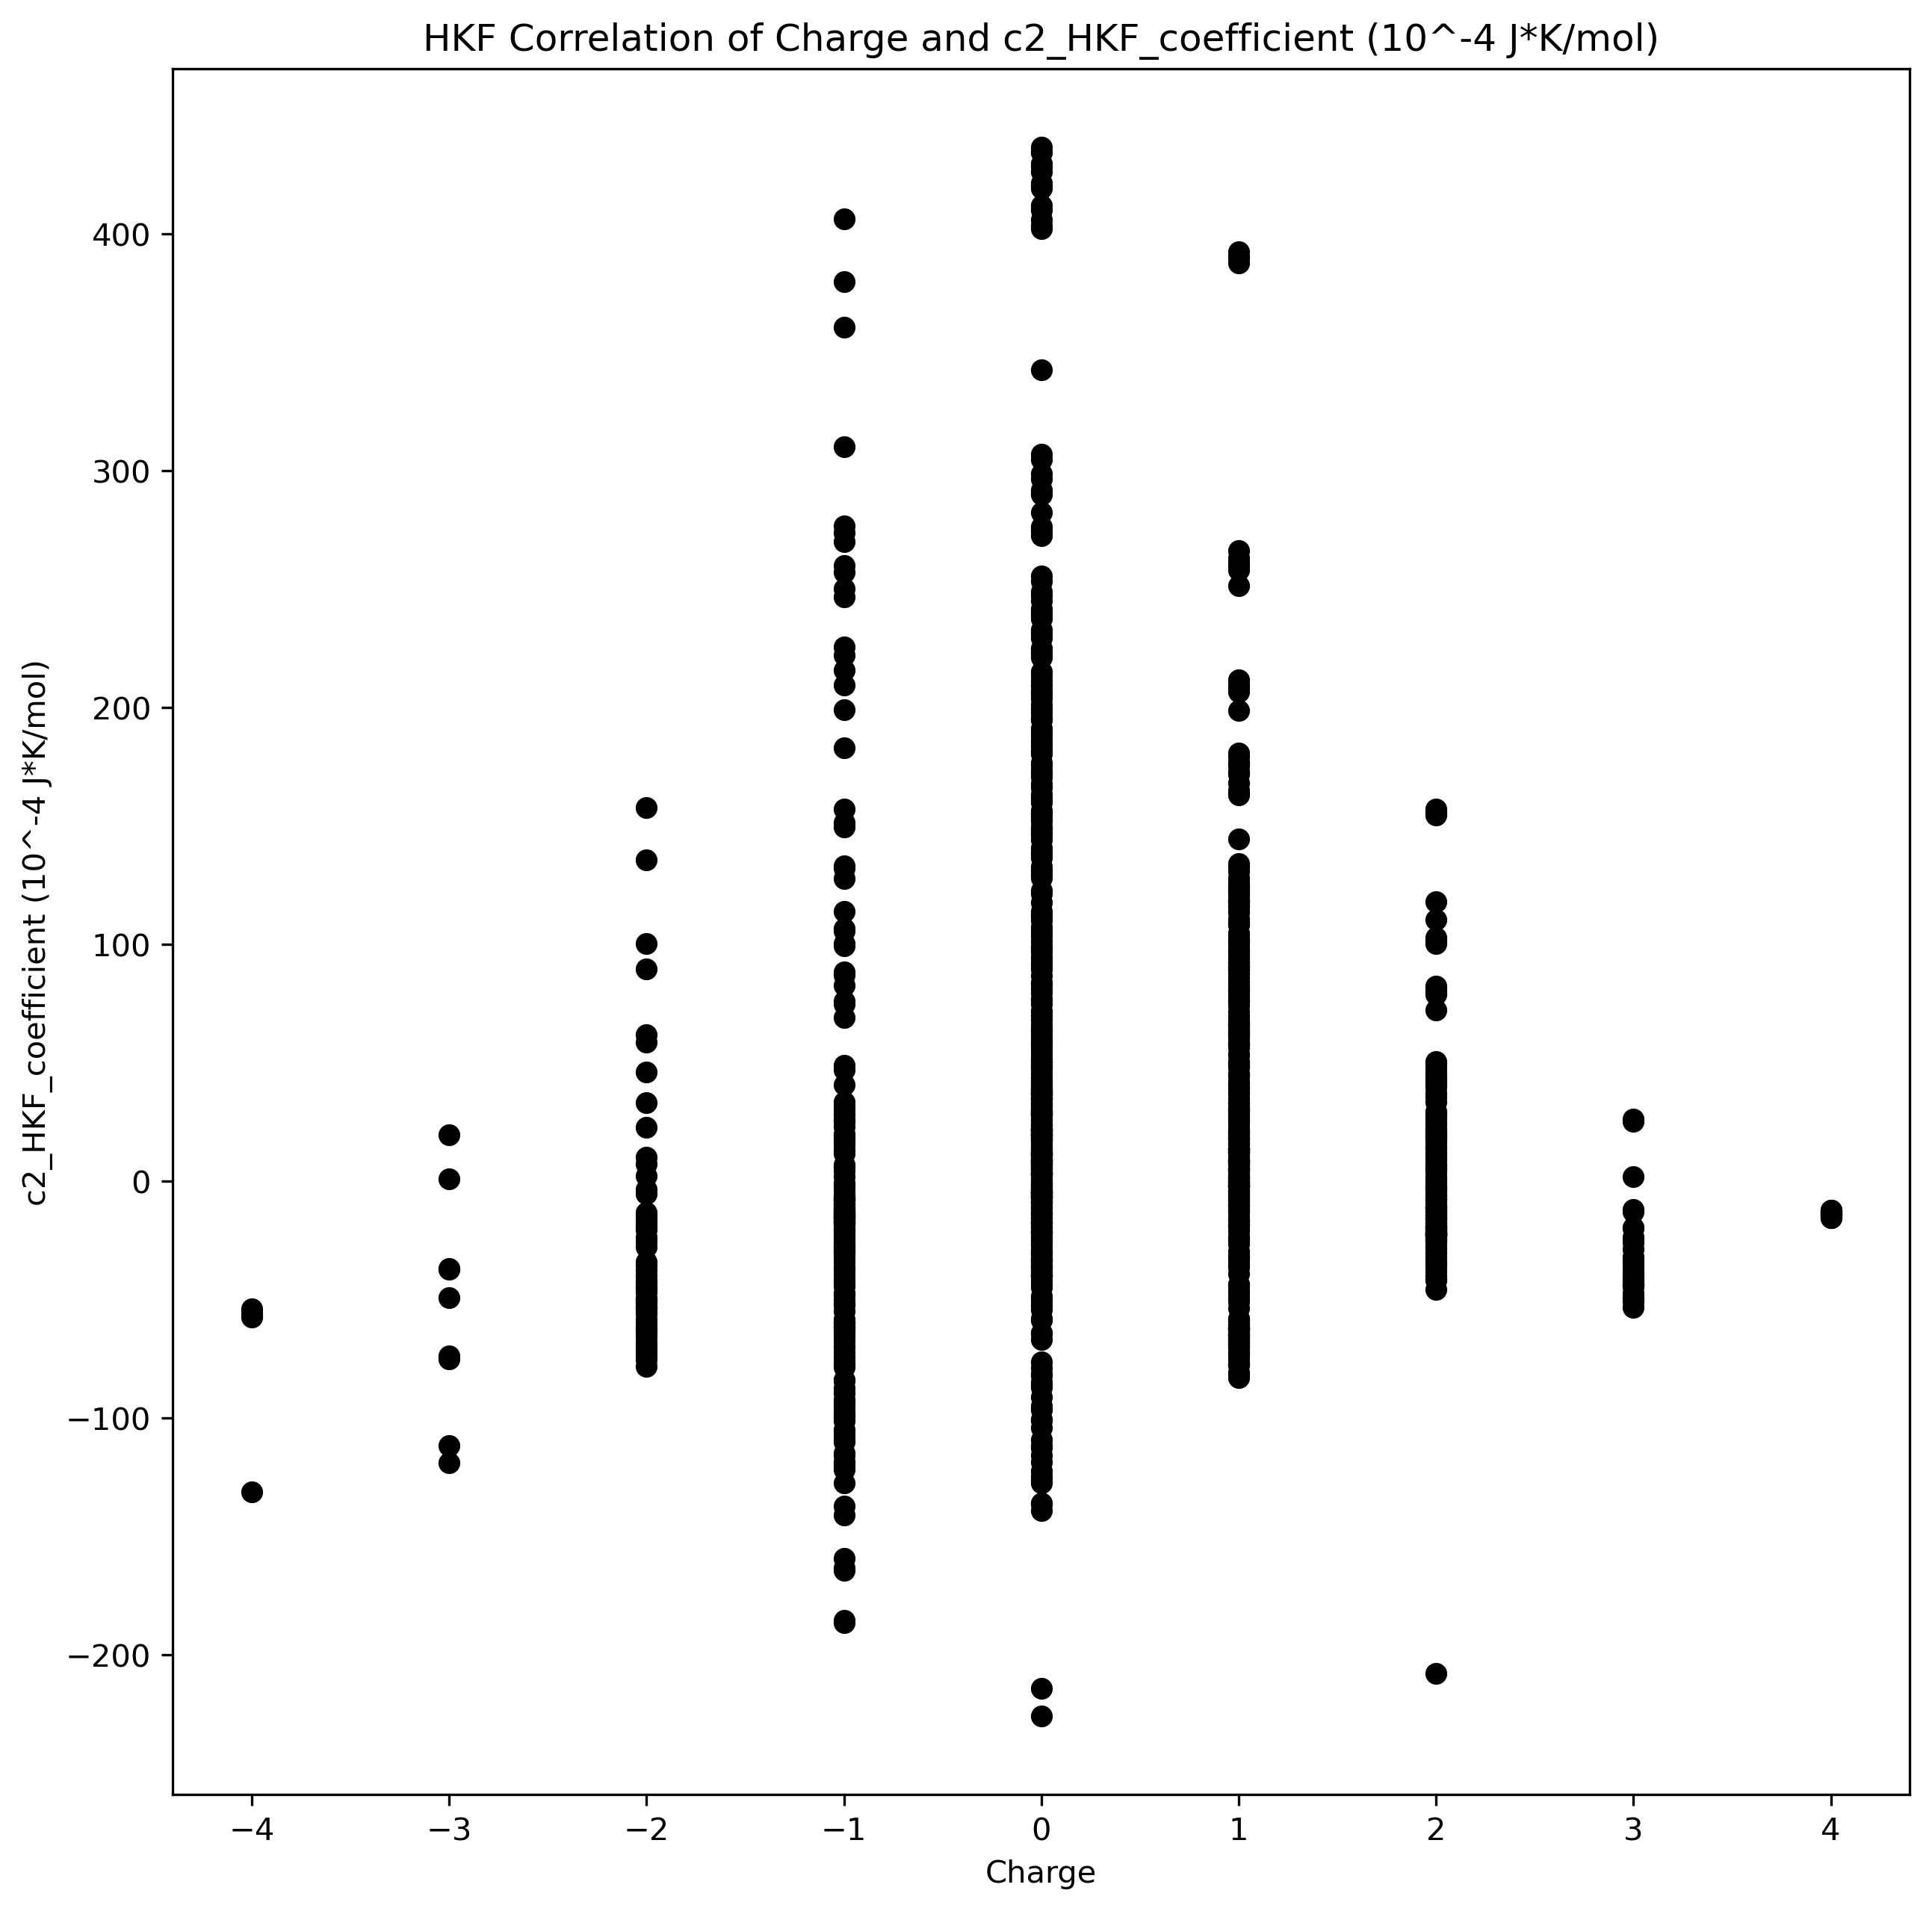 HKF Correlation of Charge and c2_HKF_coefficient (10^-4 J*K/mol)
c2_HKF_coefficient (10^-4 J*K/mol)
400
300
200
100
0
−100
−200
−4 −3 −2 −1 0 1 2 3 4
Charge